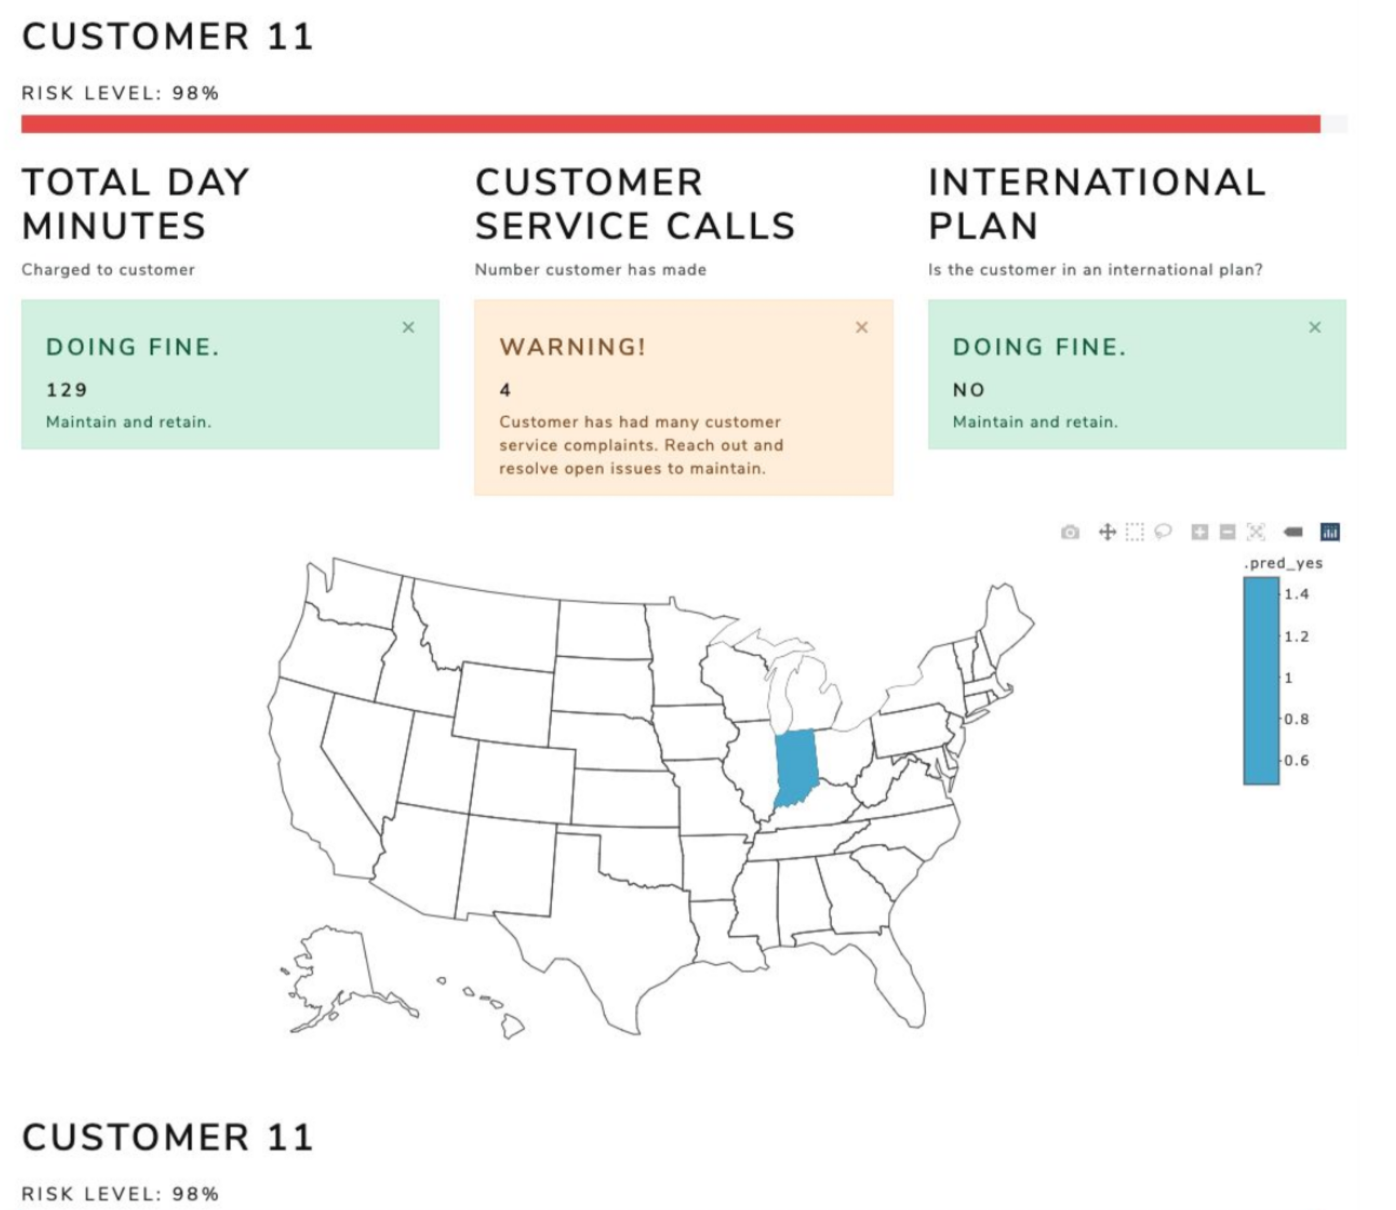 CUSTOMER 11
RISK LEVEL: 98%
TOTAL DAY
MINUTES
Charged to customer
DOING FINE.
129
Maintain and retain.
CUSTOMER
SERVICE CALLS
Number customer has made
WARNING!
4
Customer has had many customer
service complaints. Reach out and
resolve open issues to maintain.
INTERNATIONAL
PLAN
Is the customer in an international plan?
DOING FINE.
NO
Maintain and retain.
.pred_yes
1.4
1.2
1
0.8
0.6
CUSTOMER 11
RISK LEVEL: 98%